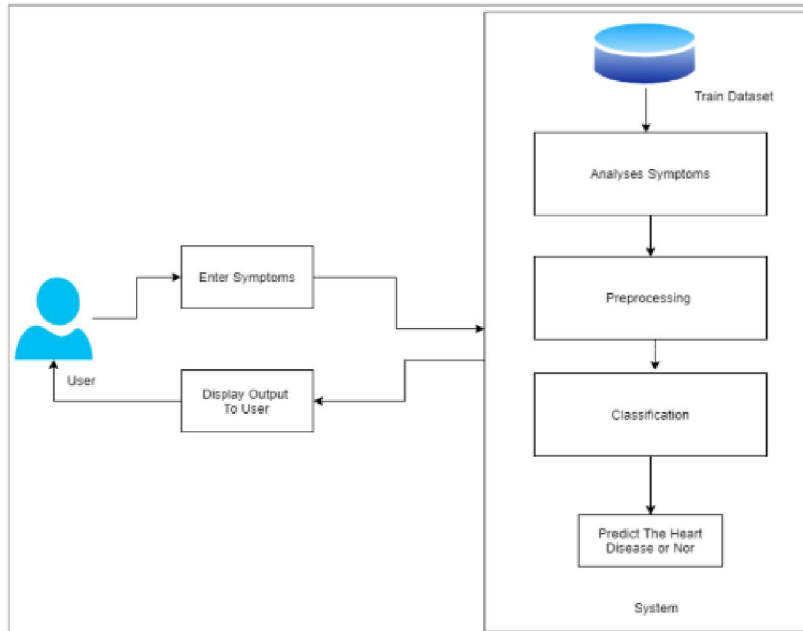 Train Dataset
Analyses Symptoms
Enter Symptoms
Preprocessing
User
Display Output
To User
Classification
Predict The Heart
Disease or Nor
System